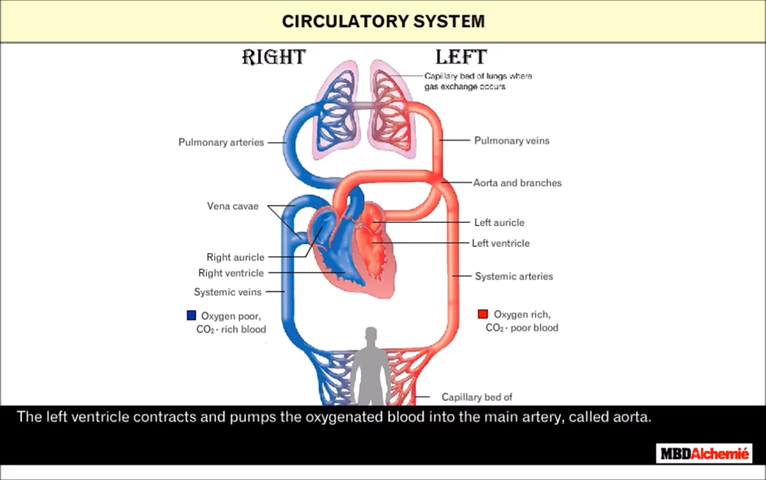 CIRCULATORY SYSTEM
RIGHT
LEFT
Capillary bed of lungs where
gas exchange occurs
Pulmonary arteries
Pulmonary veins
Aorta and branches
Vena cavae
Left auricle
Left ventricle
Right auricle
Right ventricle
Systemic veins
Systemic arteries
Oxygen poor,
CO₂ - rich blood
Oxygen rich,
CO₂ - poor blood
Capillary bed of
The left ventricle contracts and pumps the oxygenated blood into the main artery, called aorta.
MBDAlchemié